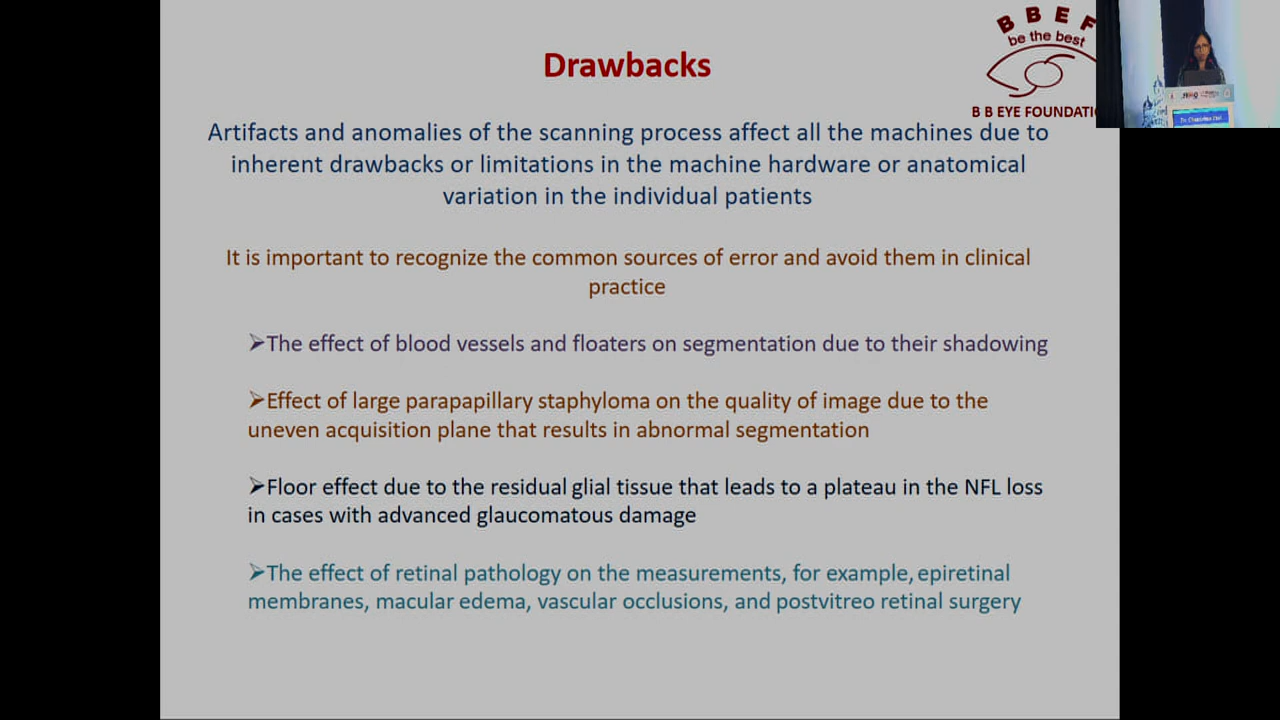 Drawbacks
B B E F
be the best
B B EYE FOUNDATI
Artifacts and anomalies of the scanning process affect all the machines due to
inherent drawbacks or limitations in the machine hardware or anatomical
variation in the individual patients
It is important to recognize the common sources of error and avoid them in clinical
practice
➢The effect of blood vessels and floaters on segmentation due to their shadowing
➢Effect of large parapapillary staphyloma on the quality of image due to the
uneven acquisition plane that results in abnormal segmentation
➢Floor effect due to the residual glial tissue that leads to a plateau in the NFL loss
in cases with advanced glaucomatous damage
➢The effect of retinal pathology on the measurements, for example, epiretinal
membranes, macular edema, vascular occlusions, and postvitreo retinal surgery